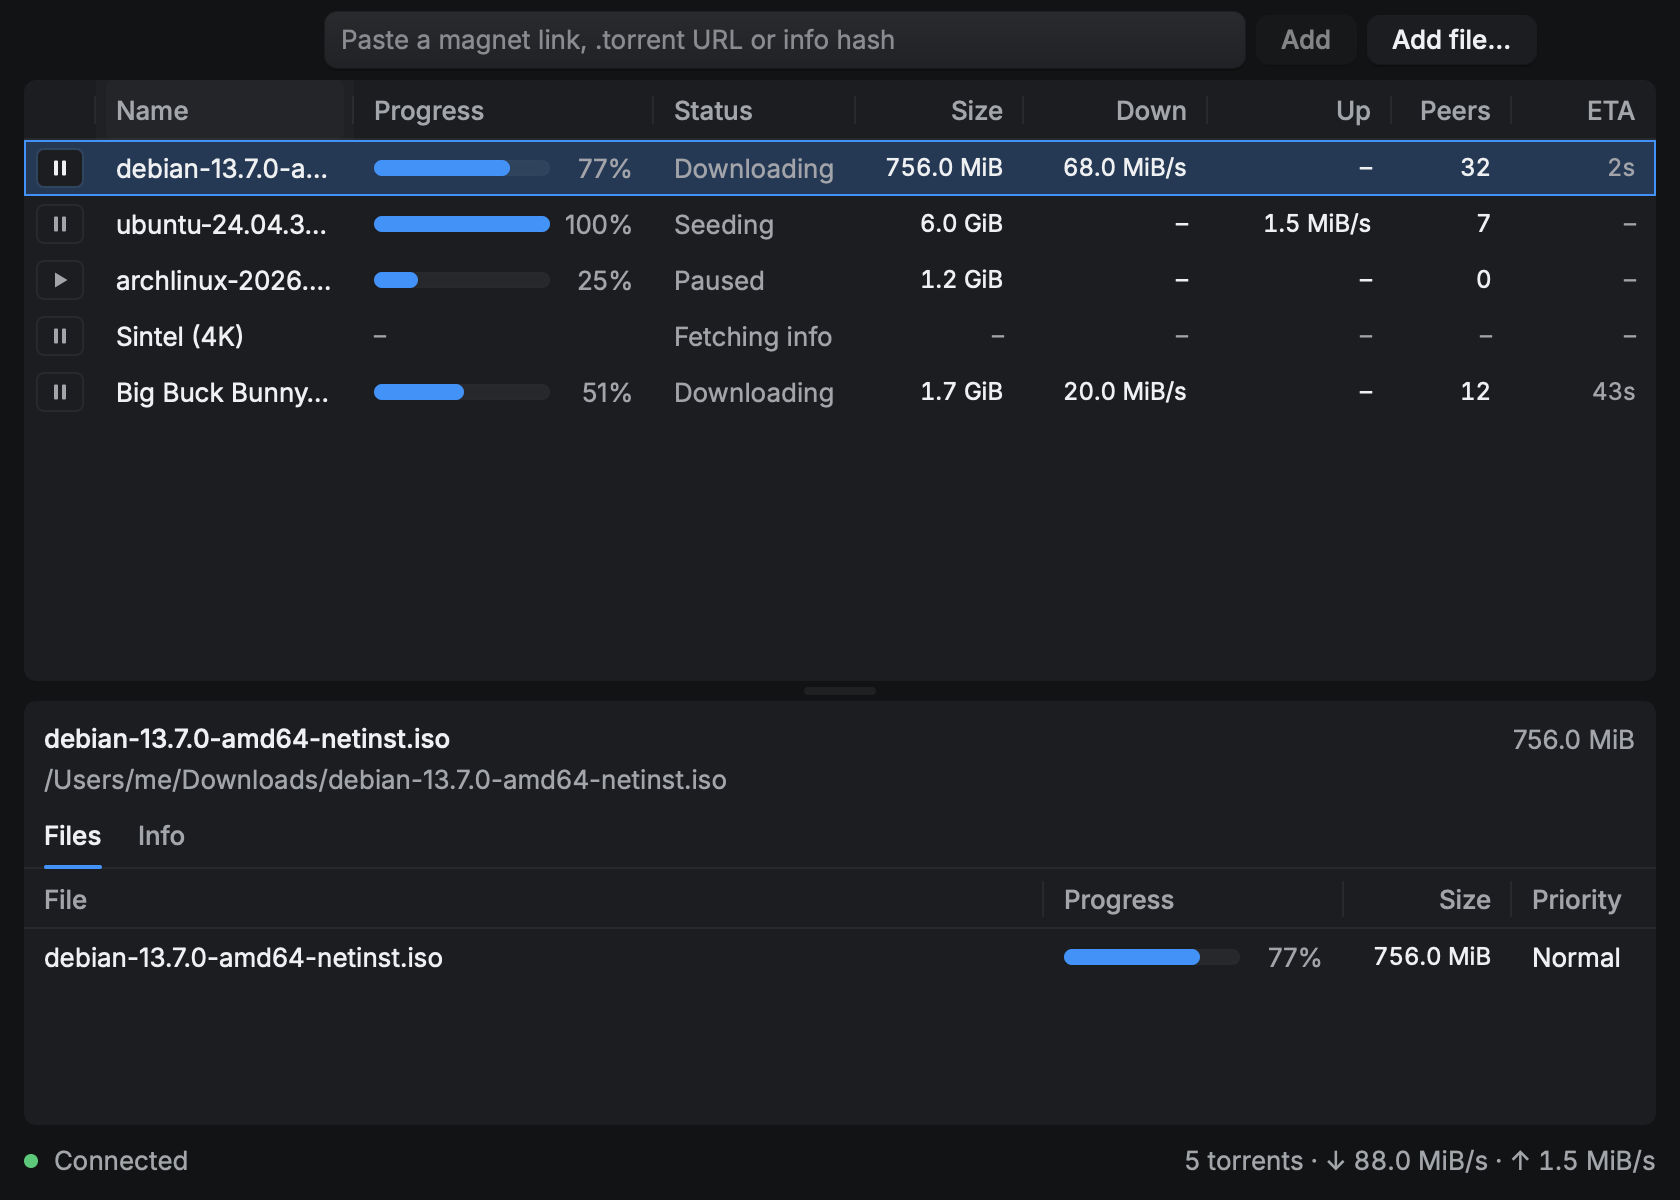 Paste a magnet link, .torrent URL or info hash Add Add file...
Name Progress Status Size Down Up Peers ETA
debian-13.7.0-a... 77% Downloading 756.0 MiB 68.0 MiB/s – 32 2s
ubuntu-24.04.3... 100% Seeding 6.0 GiB – 1.5 MiB/s 7 –
archlinux-2026.... 25% Paused 1.2 GiB – – 0 –
Sintel (4K) – Fetching info – – – – –
Big Buck Bunny... 51% Downloading 1.7 GiB 20.0 MiB/s – 12 43s
debian-13.7.0-amd64-netinst.iso 756.0 MiB
/Users/me/Downloads/debian-13.7.0-amd64-netinst.iso
Files Info
File Progress Size Priority
debian-13.7.0-amd64-netinst.iso 77% 756.0 MiB Normal
Connected 5 torrents · ↓ 88.0 MiB/s · ↑ 1.5 MiB/s